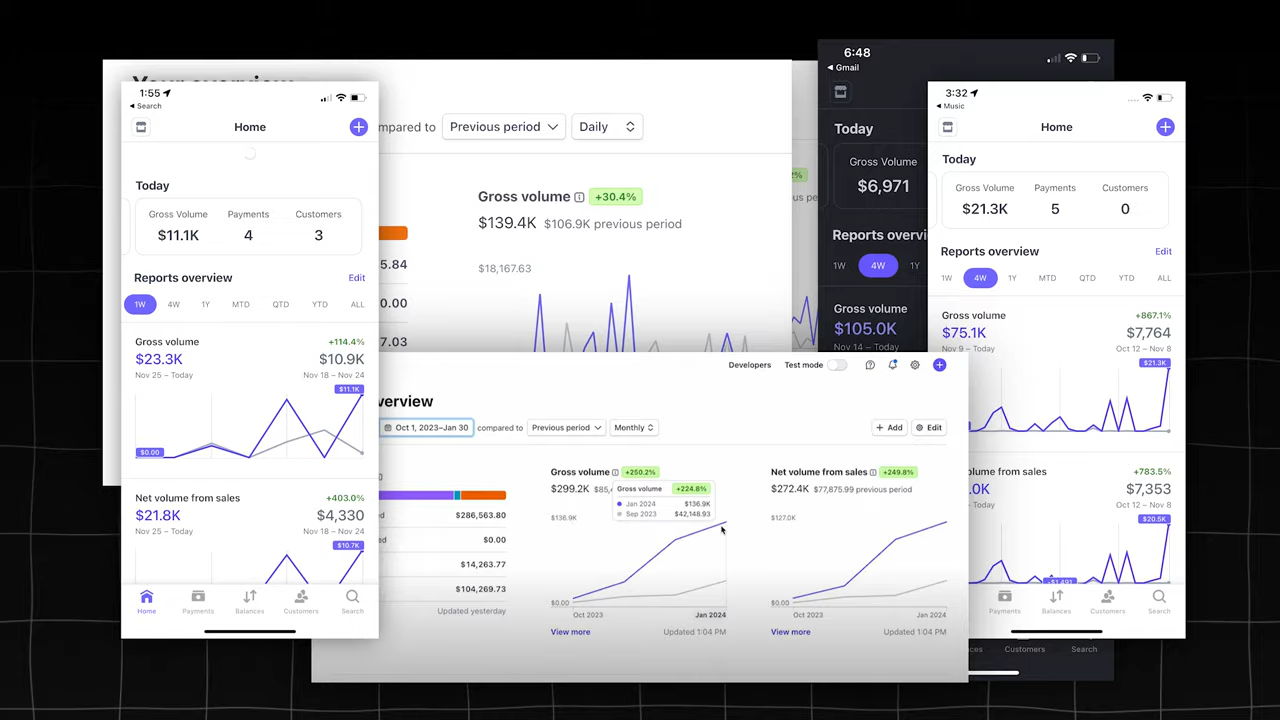 1:55
Search
Home
Today
Gross Volume Payments Customers
$11.1K 4 3
Reports overview Edit
1W 4W 1Y MTD QTD YTD ALL
Gross volume +114.4%
$23.3K $10.9K
Nov 25 – Today Nov 18 – Nov 24
$11.1K
$0.00
Net volume from sales +403.0%
$21.8K $4,330
Nov 25 – Today Nov 18 – Nov 24
$10.7K
Home Payments Balances Customers Search
Your overview
compared to Previous period Daily
Gross volume +30.4%
$139.4K $106.9K previous period
$18,167.63
5.84
0.00
7.03
Developers Test mode
verview
Oct 1, 2023–Jan 30 compared to Previous period Monthly
Add Edit
Gross volume +250.2%
$299.2K $85,
Gross volume +224.8%
Jan 2024 $136.9K
Sep 2023 $42,148.93
$136.9K
$0.00
Oct 2023 Jan 2024
View more Updated 1:04 PM
Net volume from sales +249.8%
$272.4K $77,875.99 previous period
$127.0K
$0.00
Oct 2023 Jan 2024
View more Updated 1:04 PM
$286,563.80
$0.00
$14,263.77
$104,269.93
Updated yesterday
6:48
Gmail
Today
Gross Volume
$6,971
Reports overvi
1W 4W 1Y
Gross volume
$105.0K
Nov 14 – Today
Customers Search
3:32
Music
Home
Today
Gross Volume Payments Customers
$21.3K 5 0
Reports overview Edit
1W 4W 1Y MTD QTD YTD ALL
Gross volume +867.1%
$75.1K $7,764
Nov 9 – Today Oct 12 – Nov 8
$21.3K
olume from sales +783.5%
.0K $7,353
– Today Oct 12 – Nov 8
$20.5K
$1,491
Payments Balances Customers Search